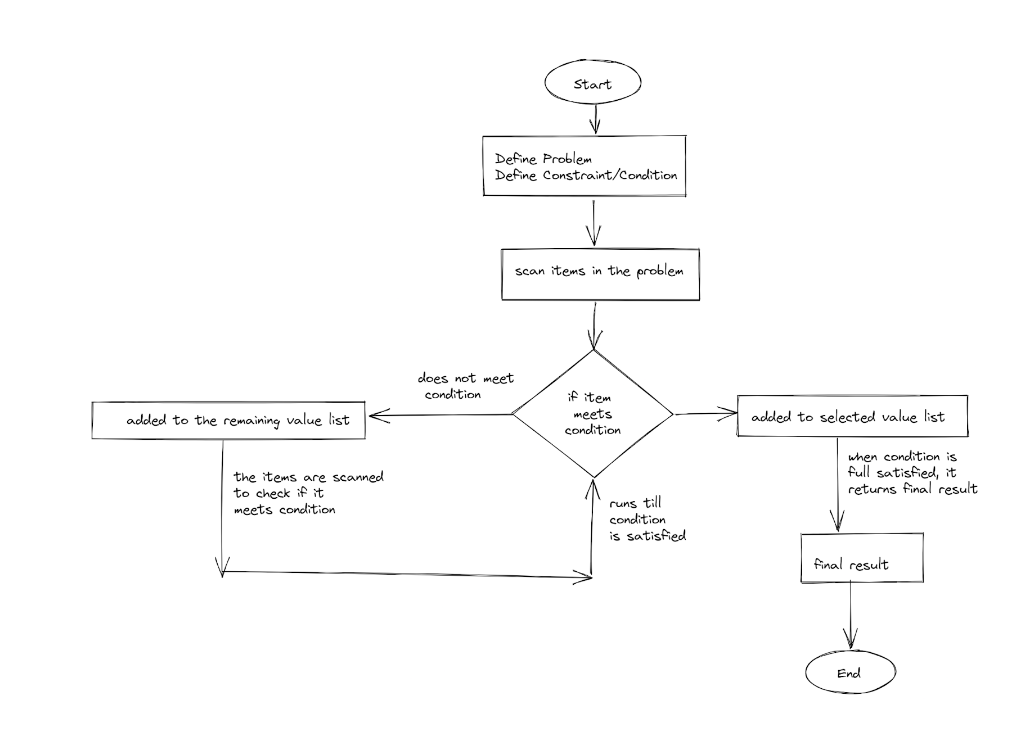 Start
Define Problem
Define Constraint/Condition
scan items in the problem
does not meet
condition
if item
meets
condition
added to the remaining value list
added to selected value list
the items are scanned
to check if it
meets condition
when condition is
full satisfied, it
returns final result
runs till
condition
is satisfied
final result
End